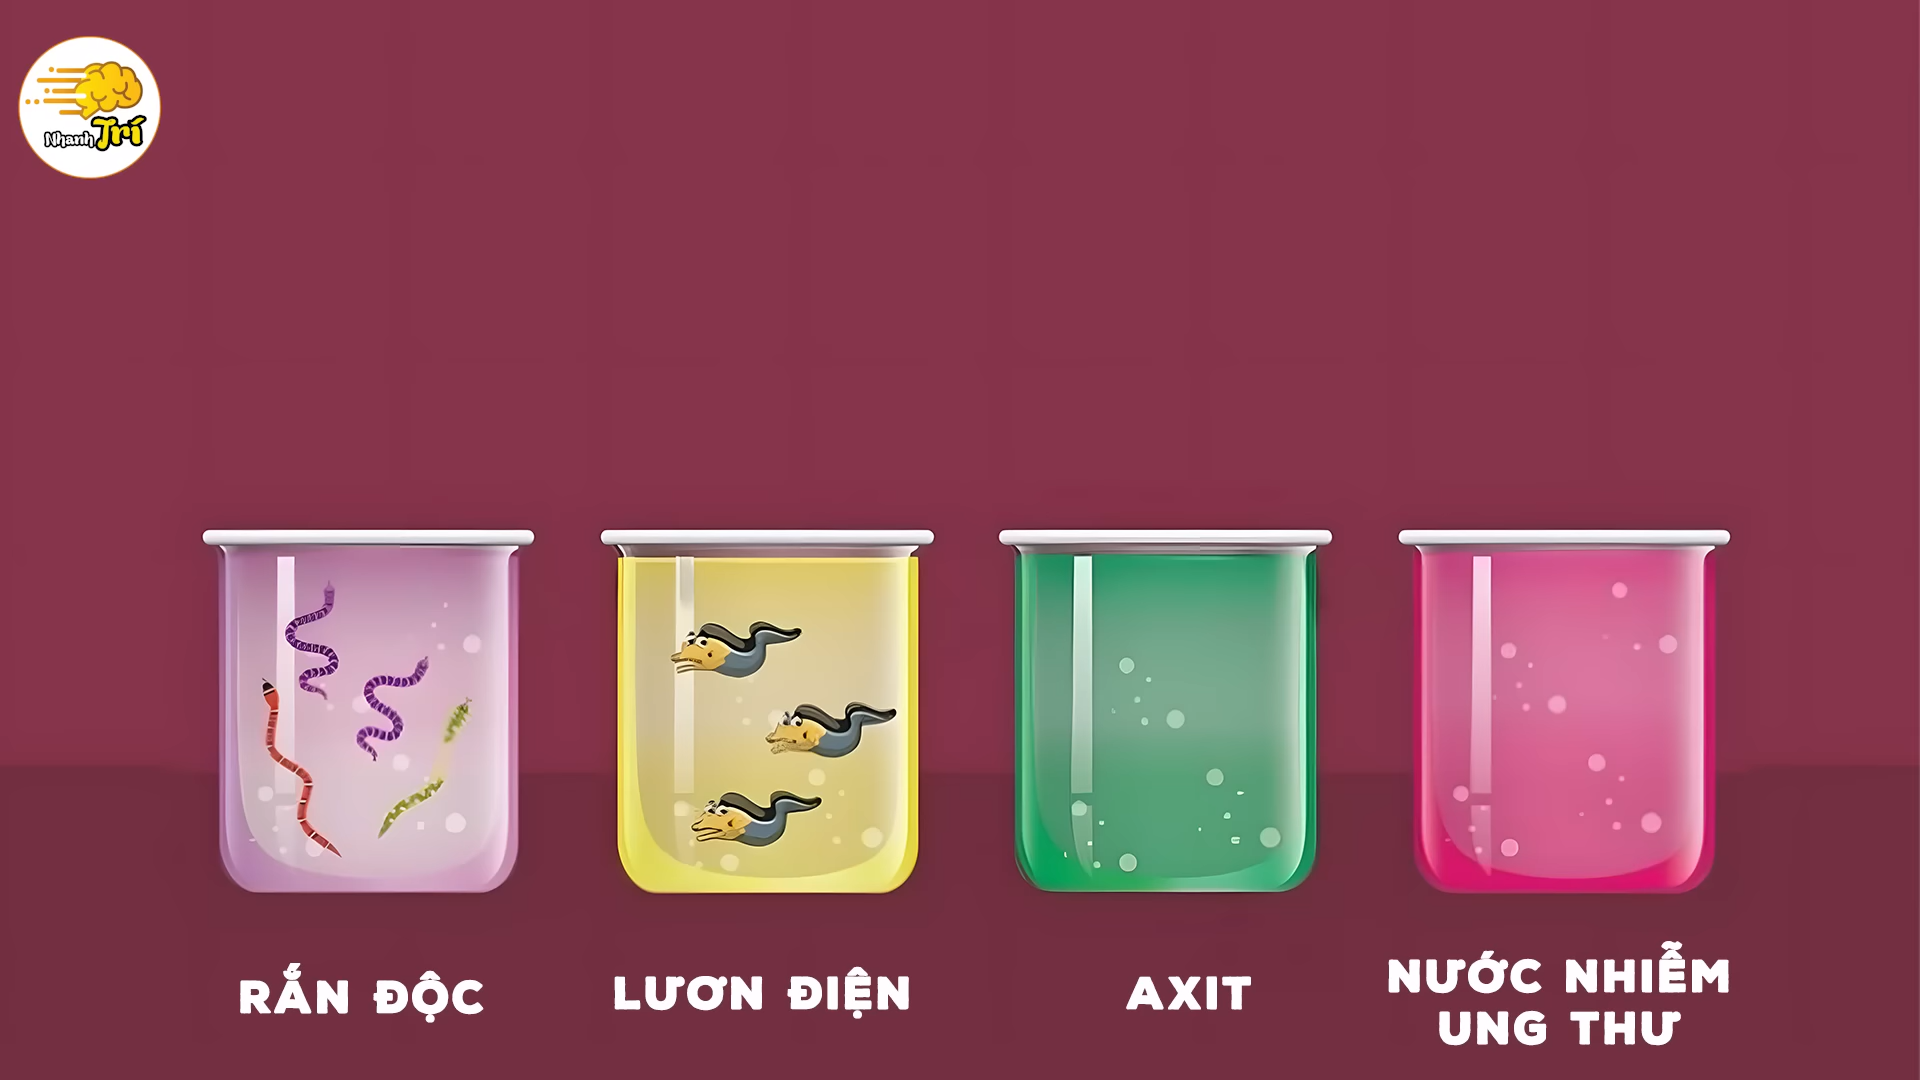 Nhanh Trí
RẮN ĐỘC
LƯƠN ĐIỆN
AXIT
NƯỚC NHIỄM
UNG THƯ